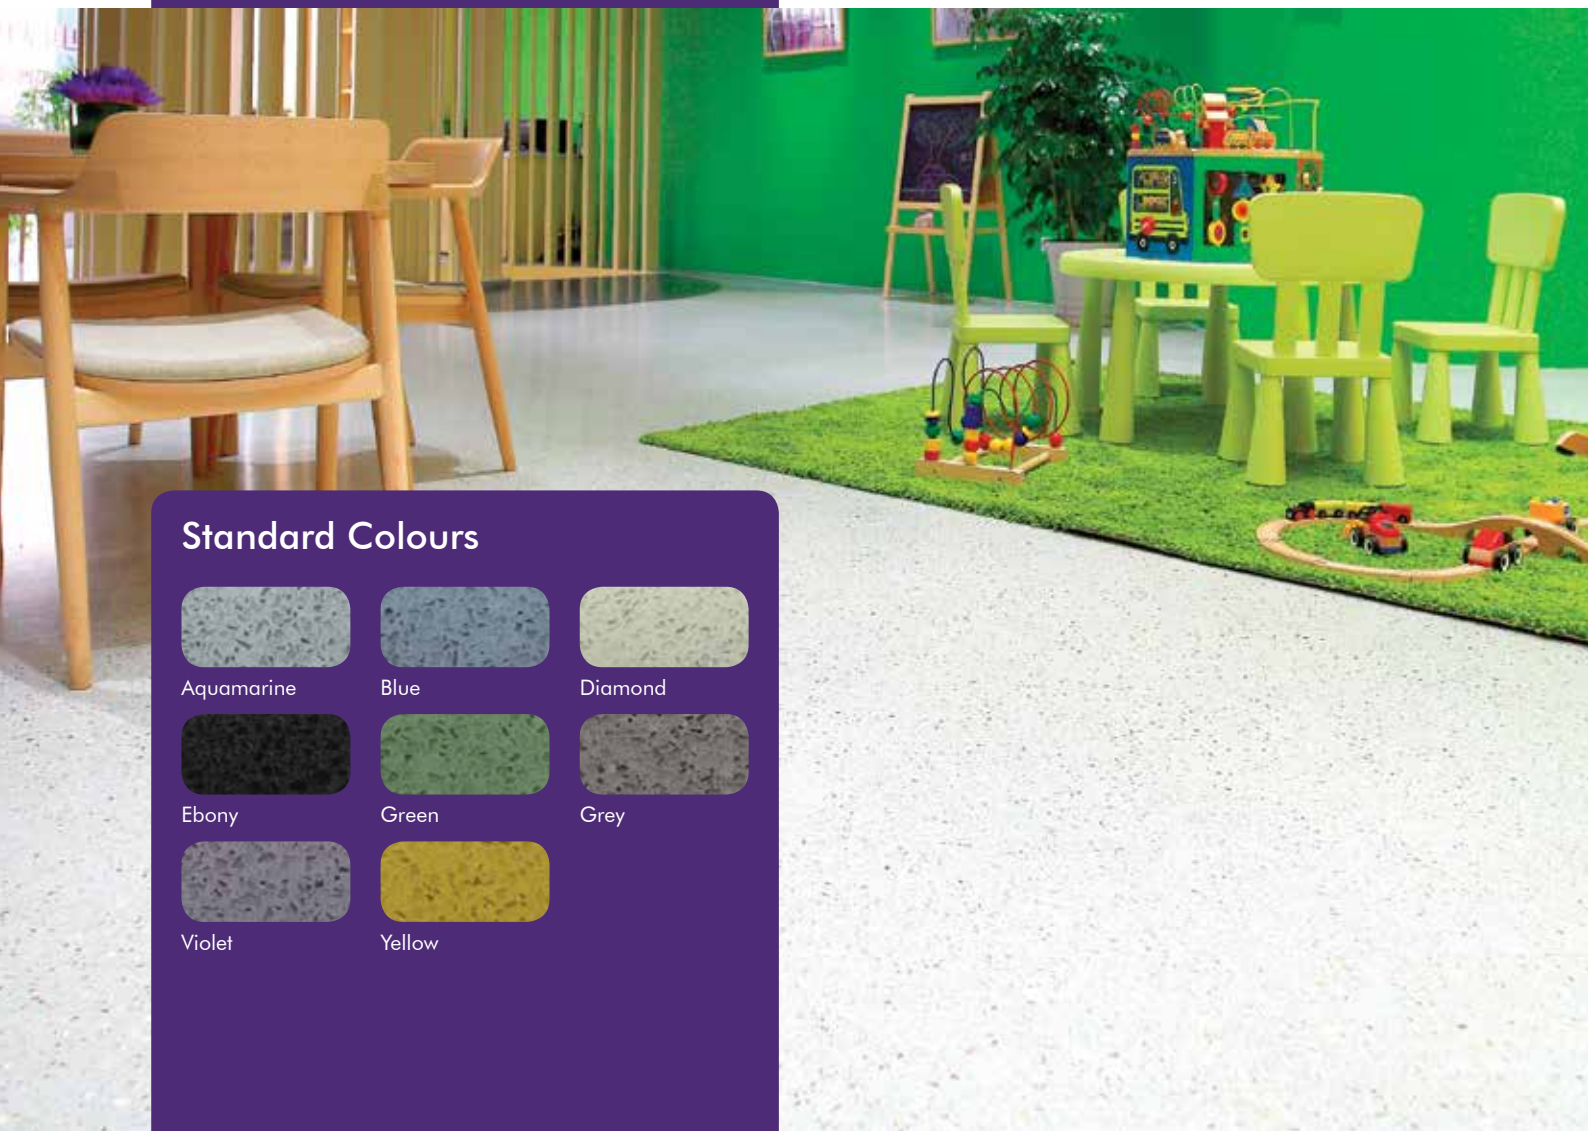 Standard Colours
Aquamarine
Blue
Diamond
Ebony
Green
Grey
Violet
Yellow